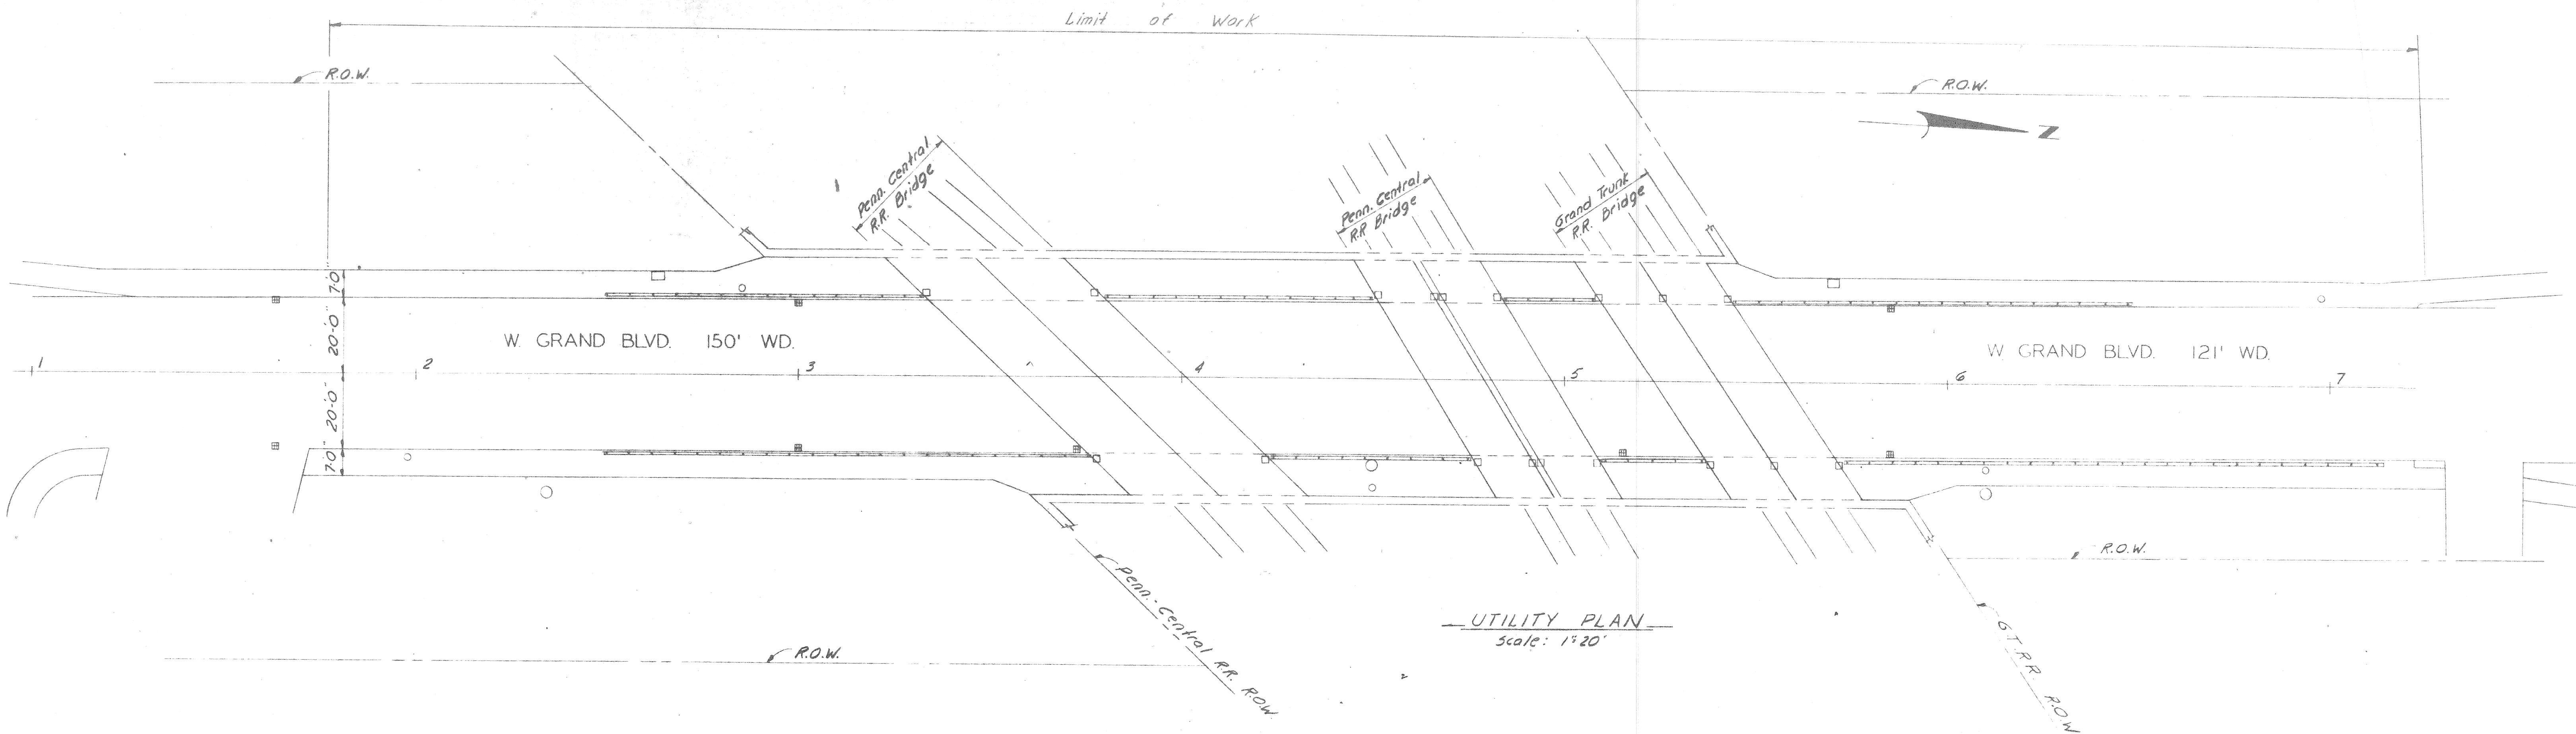 Limit of Work
R.O.W.
R.O.W.
N
Penn. Central
R.R. Bridge
Penn. Central
R.R Bridge
Grand Trunk
R.R. Bridge
7'0"
20'-0"
20'-0"
7'0"
W. GRAND BLVD. 150' WD.
W GRAND BLVD. 121' WD.
1
2
3
4
5
6
7
R.O.W.
Penn.-Central R.R. R.O.W.
UTILITY PLAN
Scale: 1"=20'
R.O.W.
G.T.R.R. R.O.W